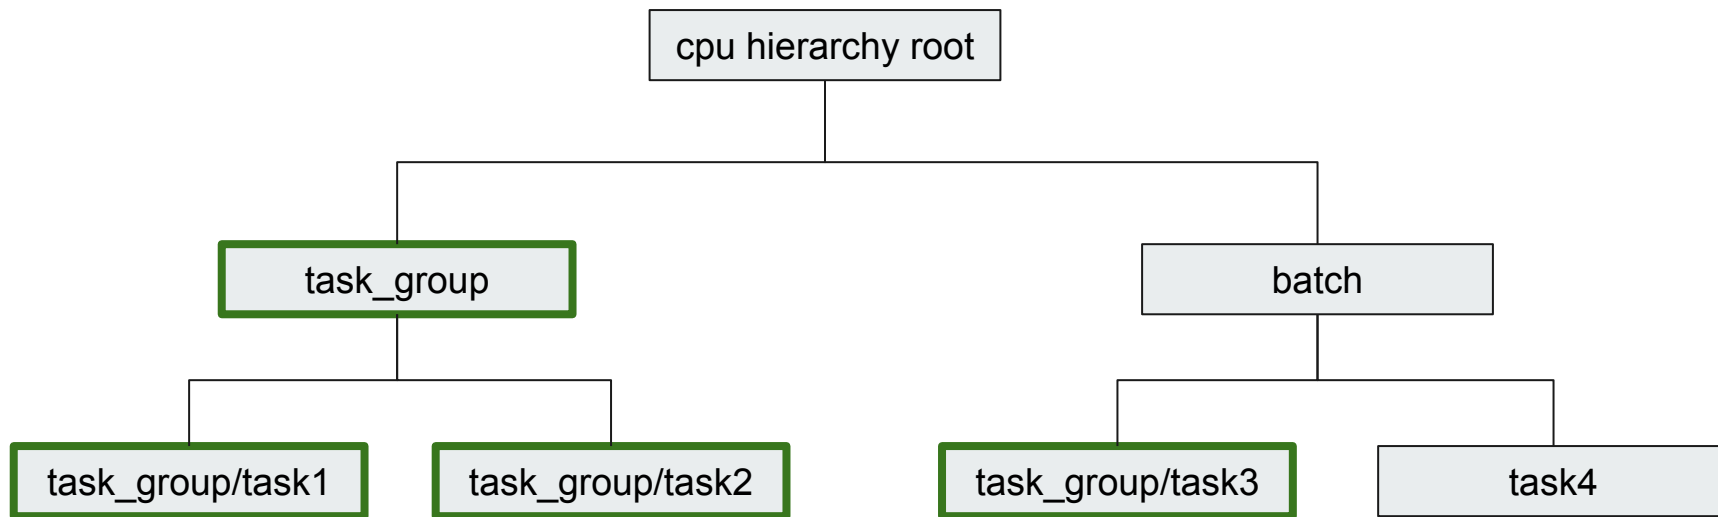 cpu hierarchy root
task_group
batch
task_group/task1
task_group/task2
task_group/task3
task4